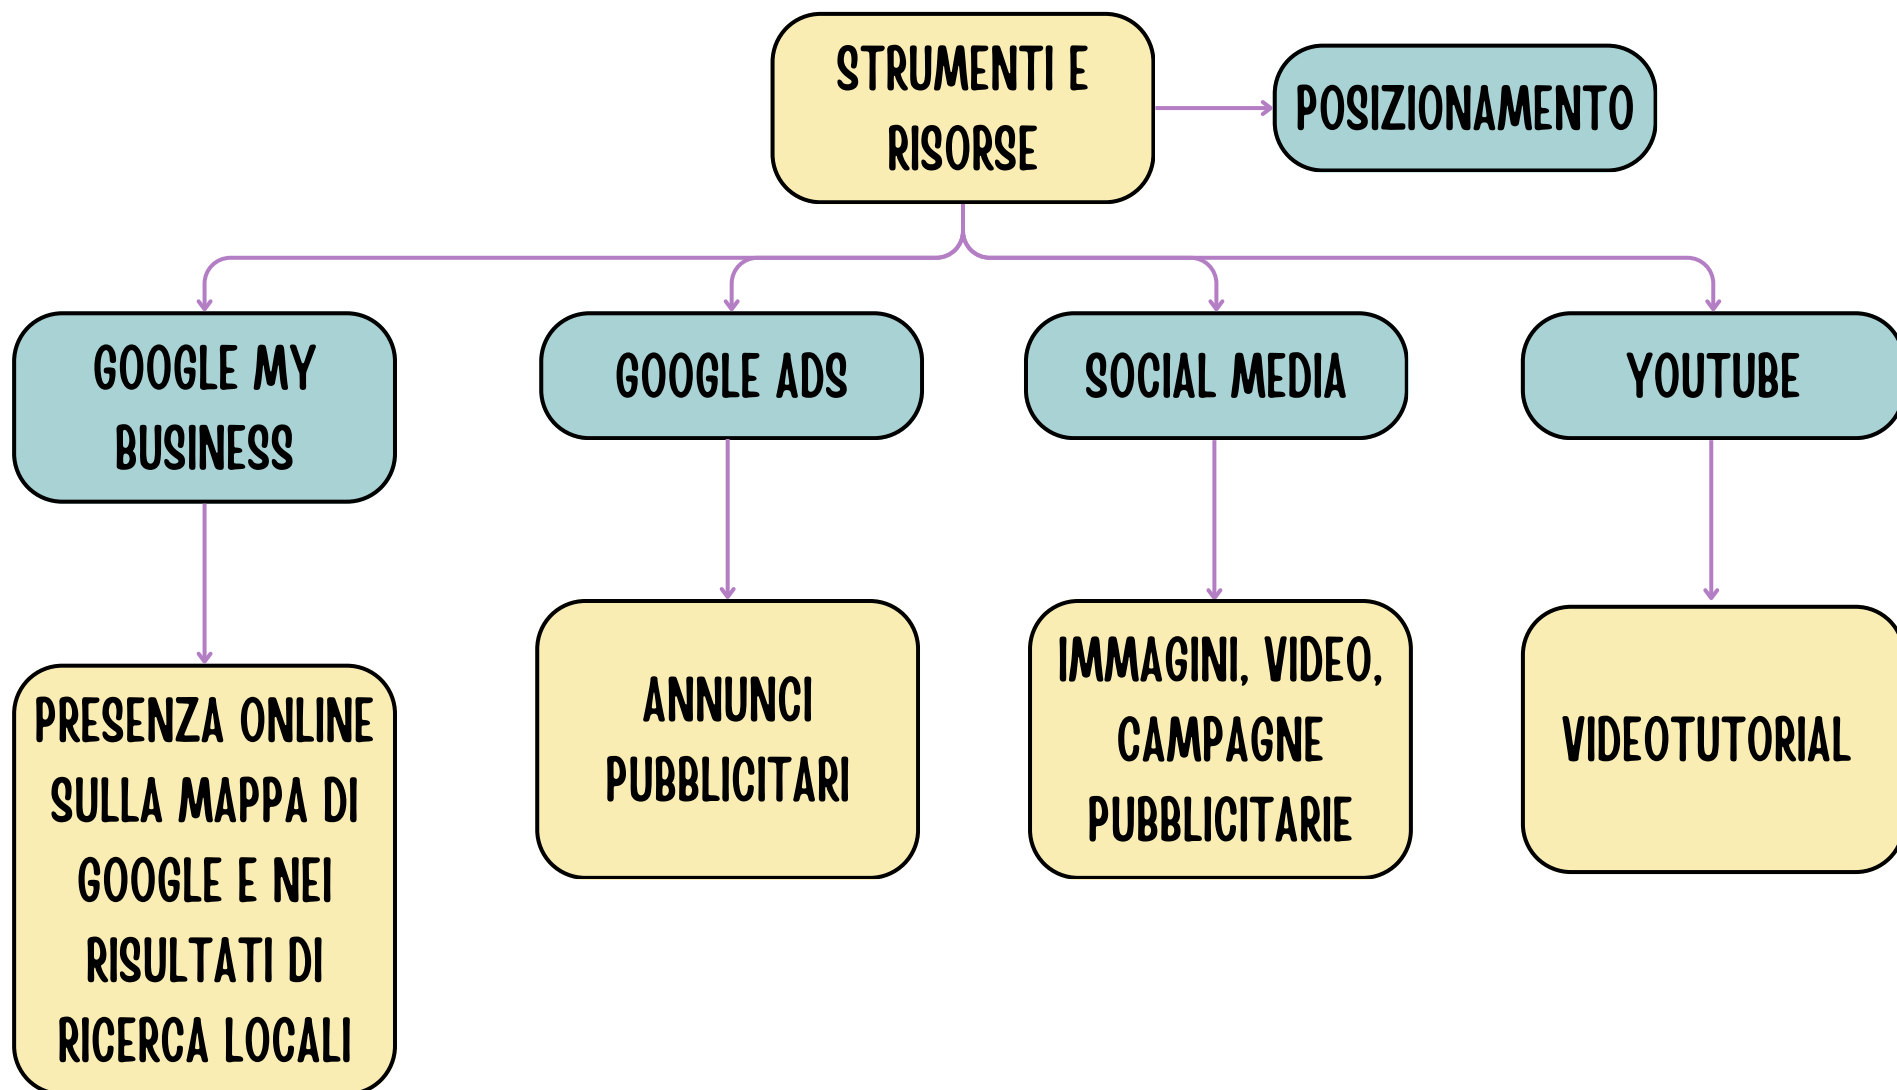 STRUMENTI E
RISORSE
POSIZIONAMENTO
GOOGLE MY
BUSINESS
GOOGLE ADS
SOCIAL MEDIA
YOUTUBE
PRESENZA ONLINE
SULLA MAPPA DI
GOOGLE E NEI
RISULTATI DI
RICERCA LOCALI
ANNUNCI
PUBBLICITARI
IMMAGINI, VIDEO,
CAMPAGNE
PUBBLICITARIE
VIDEOTUTORIAL